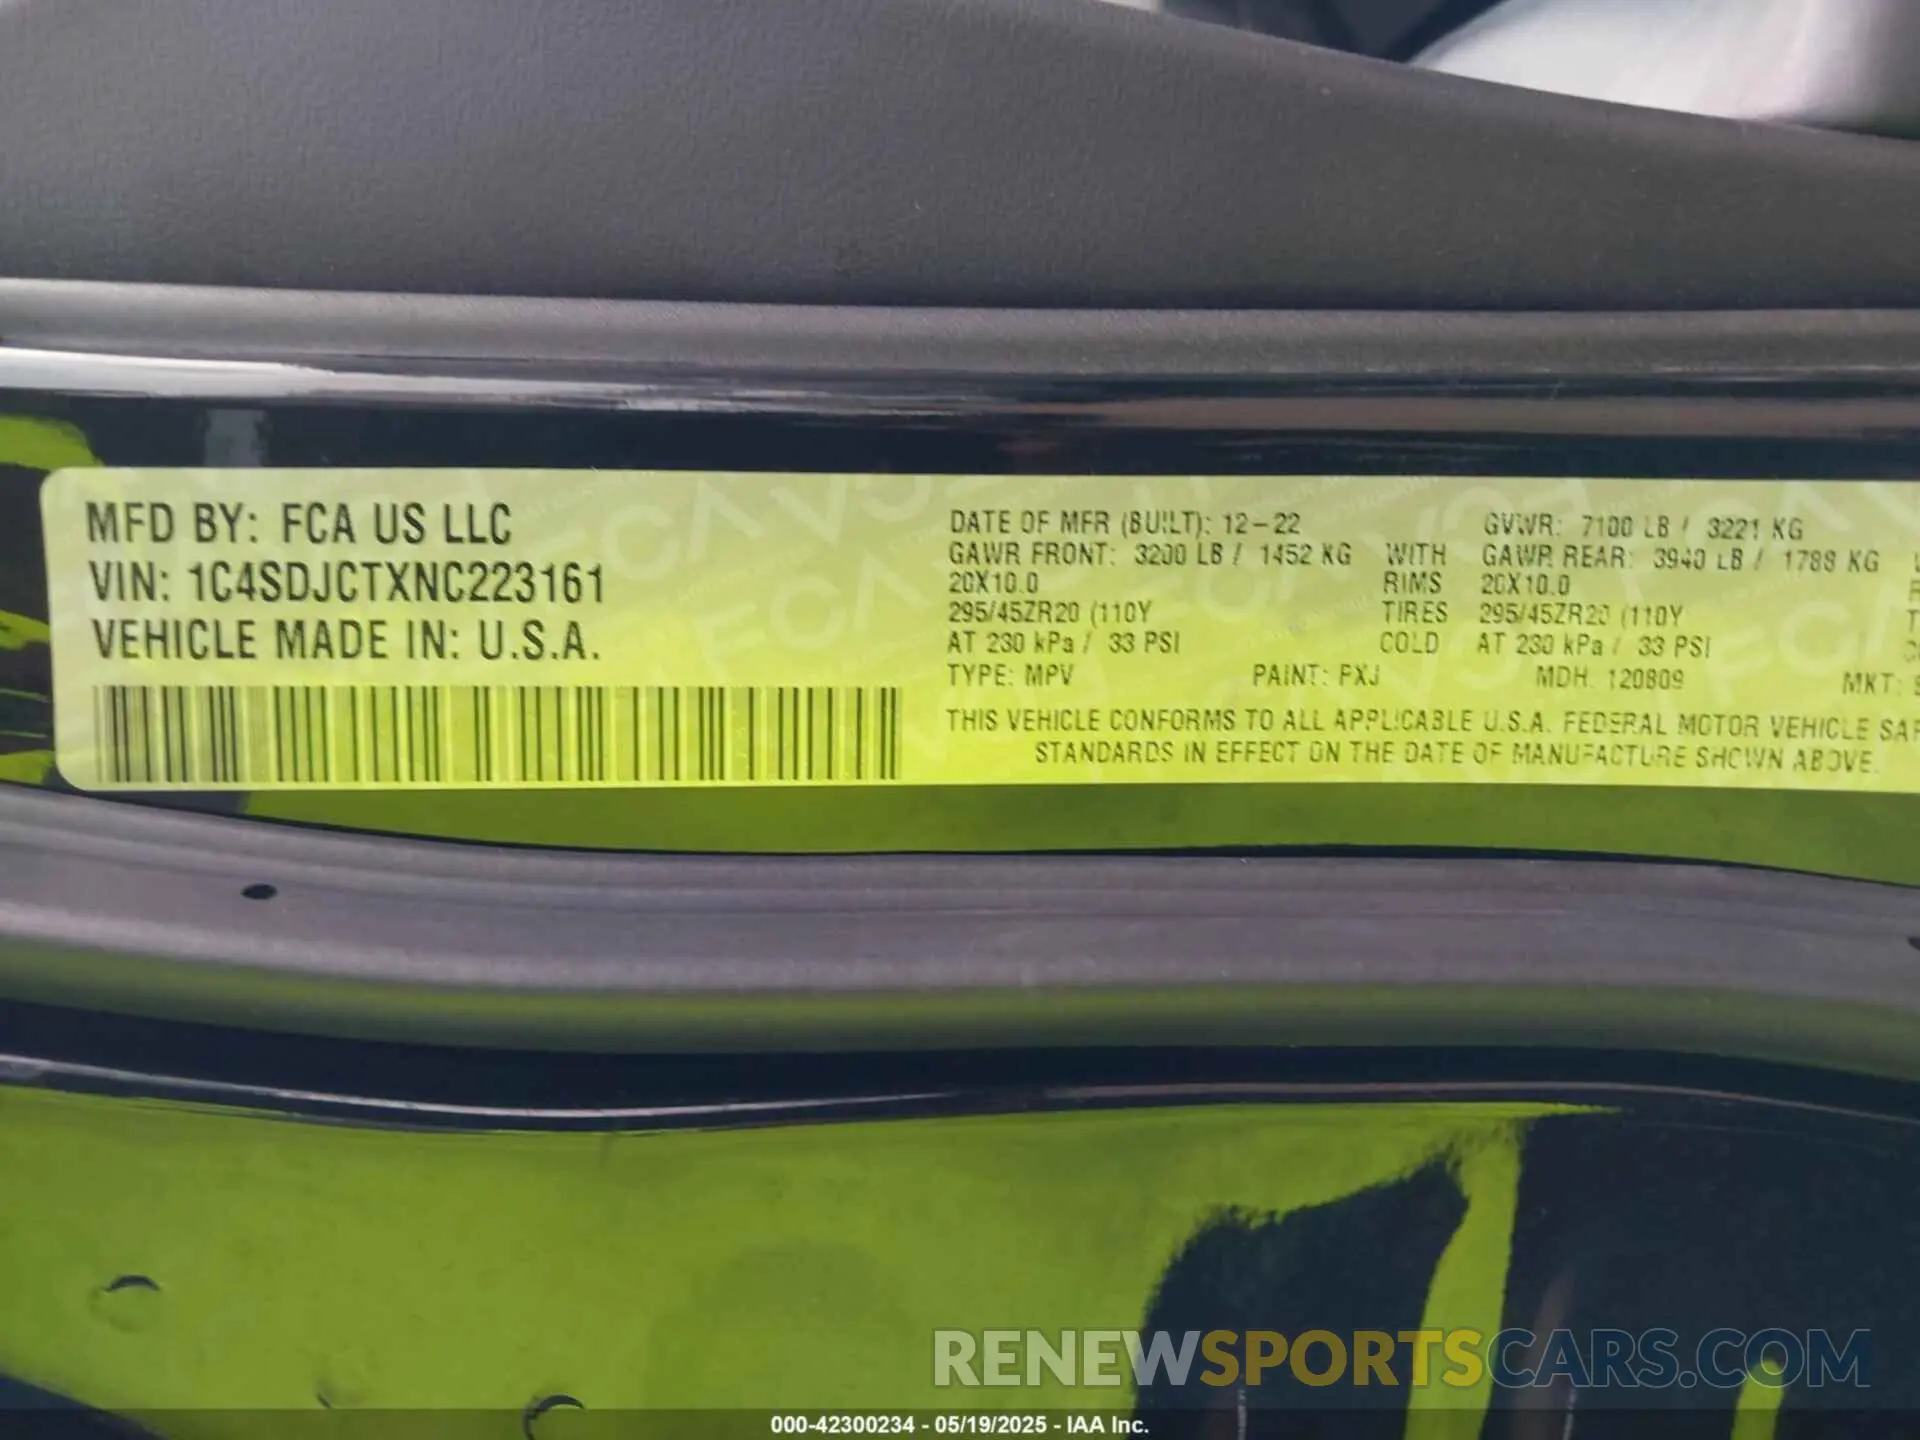 MFD BY: FCA US LLC
VIN: 1C4SDJCTXNC223161
VEHICLE MADE IN: U.S.A.
DATE OF MFR (BUILT): 12-22 GVWR: 7100 LB / 3221 KG
GAWR FRONT: 3200 LB / 1452 KG WITH GAWR REAR: 3940 LB / 1788 KG
20X10.0 RIMS 20X10.0
295/45ZR20 (110Y TIRES 295/45ZR20 (110Y
AT 230 kPa / 33 PSI COLD AT 230 kPa / 33 PSI
TYPE: MPV PAINT: PXJ MDH: 120809 MKT:
THIS VEHICLE CONFORMS TO ALL APPLICABLE U.S.A. FEDERAL MOTOR VEHICLE SAF
STANDARDS IN EFFECT ON THE DATE OF MANUFACTURE SHOWN ABOVE.
RENEWSPORTSCARS.COM
000-42300234 - 05/19/2025 - IAA Inc.